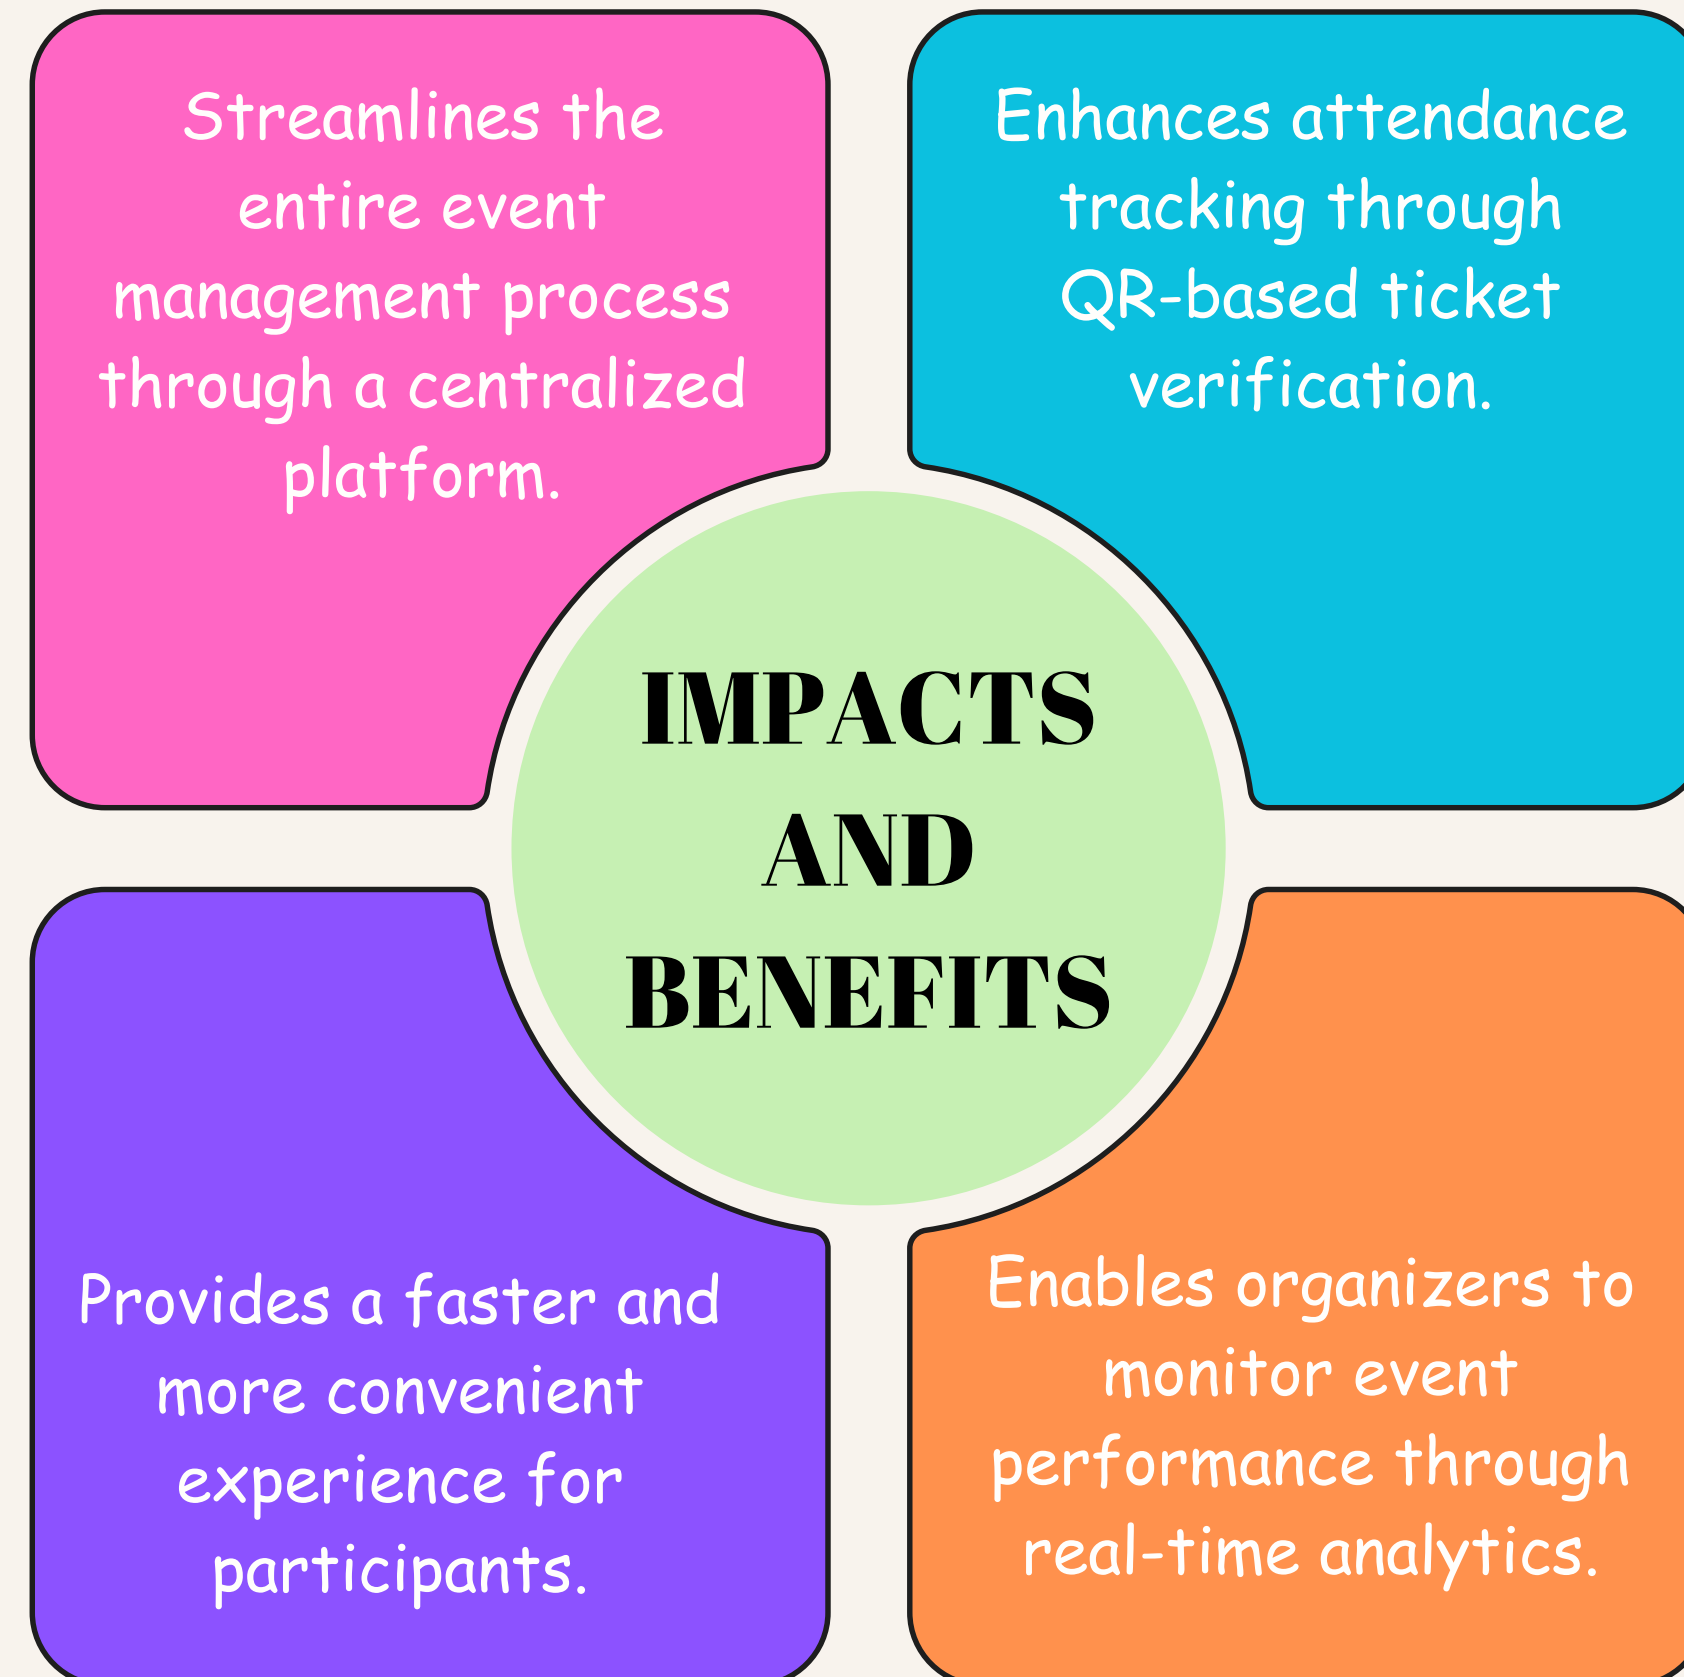 Streamlines the
entire event
management process
through a centralized
platform.
Enhances attendance
tracking through
QR-based ticket
verification.
IMPACTS
AND
BENEFITS
Provides a faster and
more convenient
experience for
participants.
Enables organizers to
monitor event
performance through
real-time analytics.